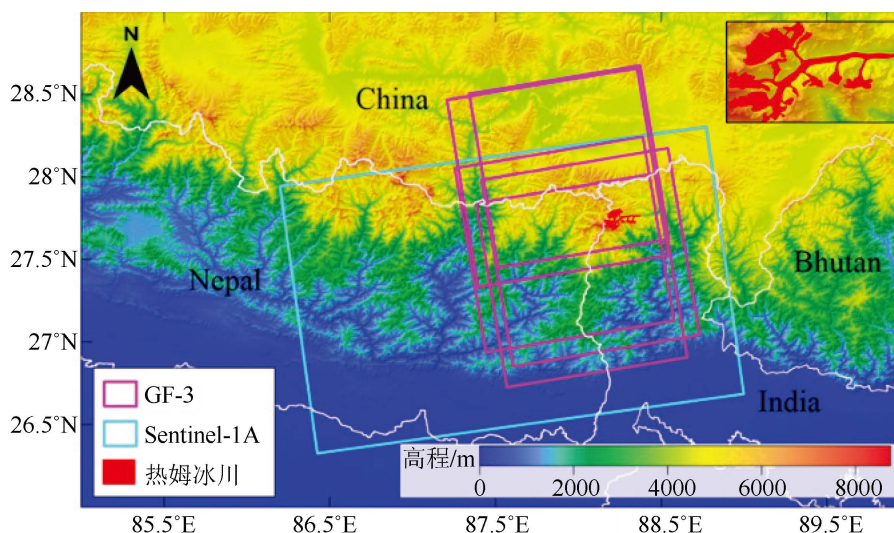 N
China
28.5°N
28°N
27.5°N
27°N
26.5°N
Nepal
Bhutan
India
GF-3
Sentinel-1A
热姆冰川
高程/m
0 2000 4000 6000 8000
85.5°E 86.5°E 87.5°E 88.5°E 89.5°E